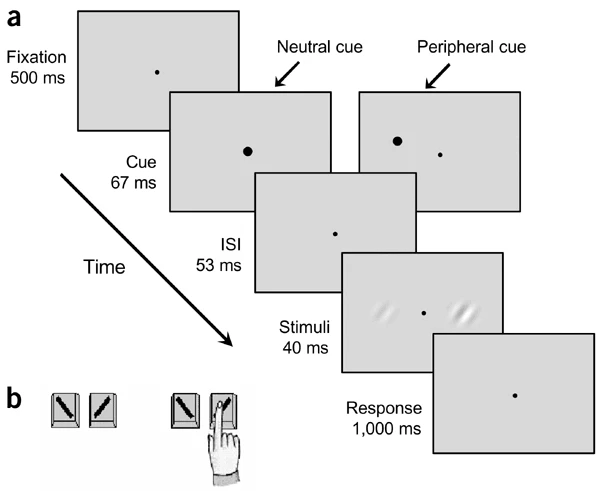 a
Fixation
500 ms
Neutral cue
Peripheral cue
Cue
67 ms
ISI
53 ms
Time
Stimuli
40 ms
Response
1,000 ms
b